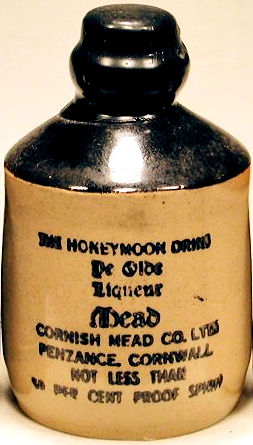 THE HONEYMOON DRINK
Ye Olde
Liqueur
Mead
CORNISH MEAD CO. LTD
PENZANCE, CORNWALL
NOT LESS THAN
PER CENT PROOF SPIRIT